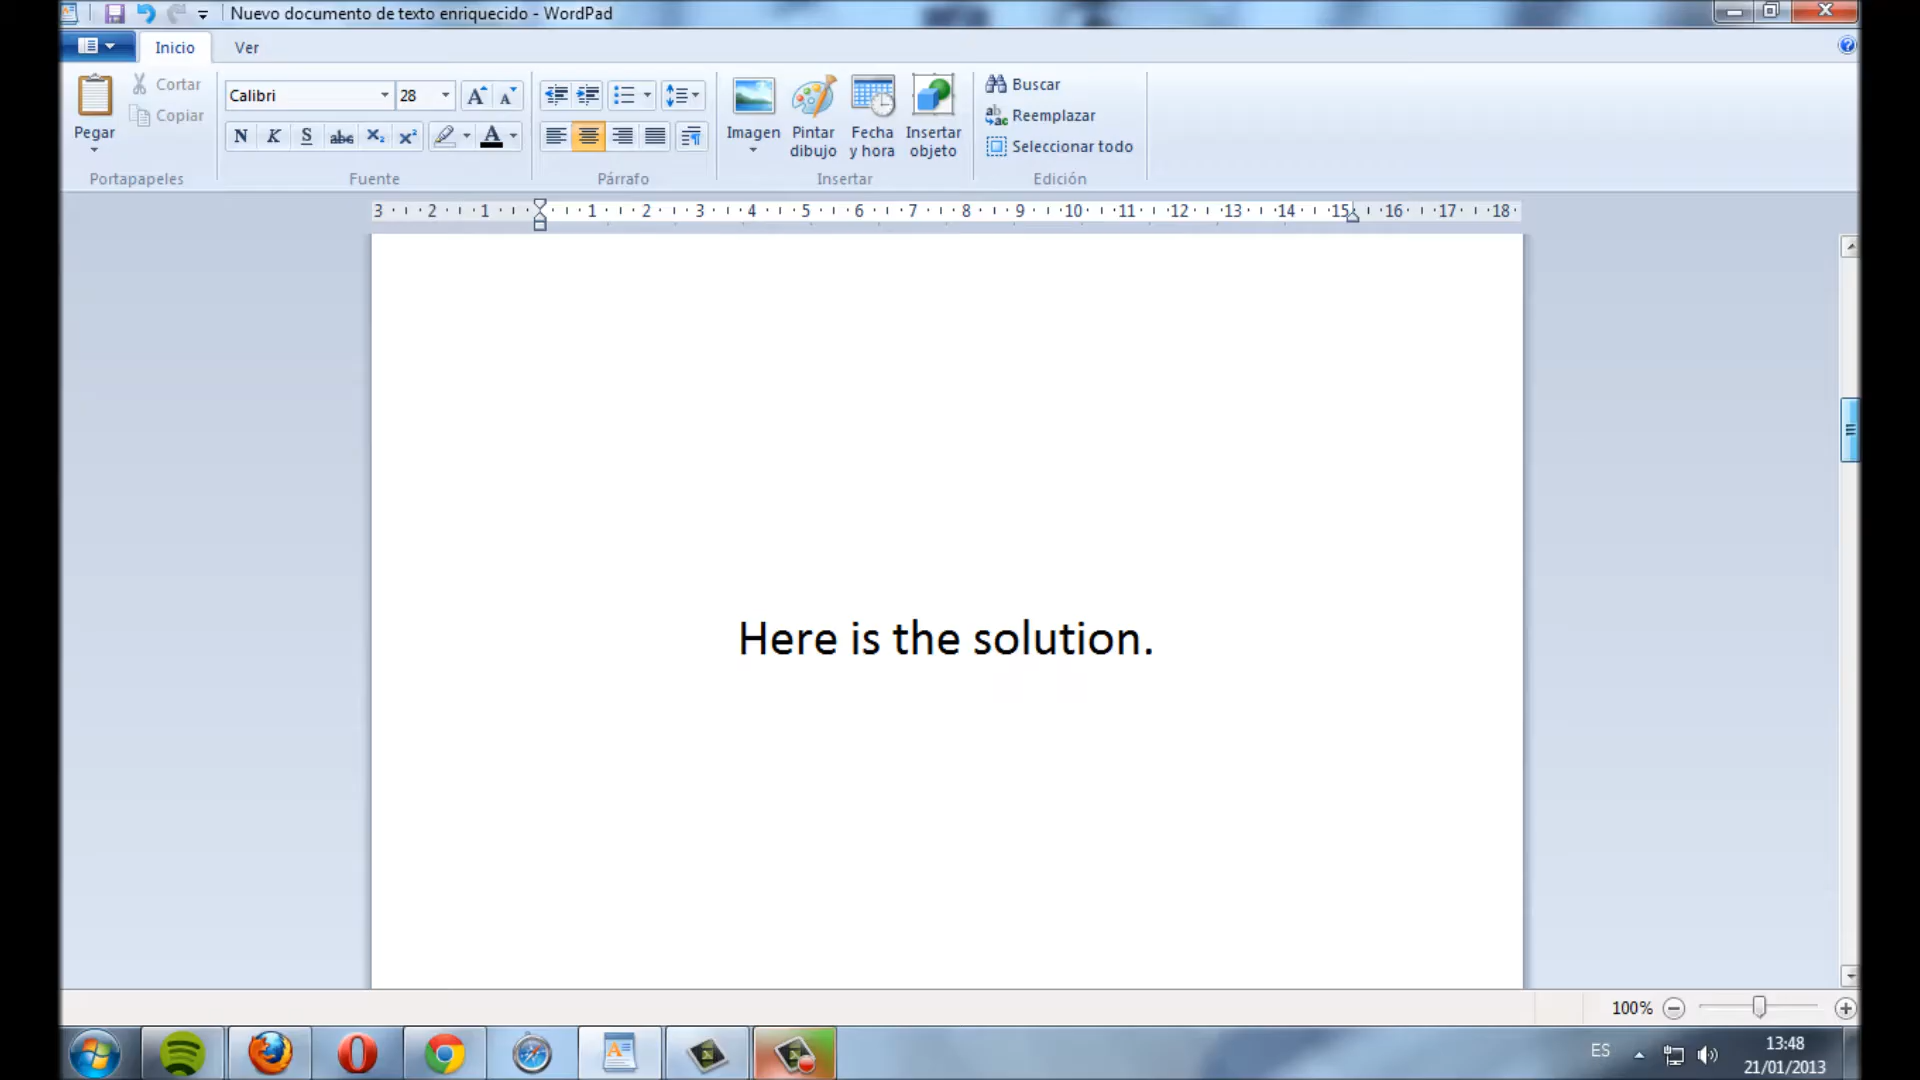 Nuevo documento de texto enriquecido - WordPad
Inicio Ver
Pegar
Cortar
Copiar
Portapapeles
Calibri 28
N K S abc X₂ X² A
Fuente
Párrafo
Imagen
Pintar dibujo
Fecha y hora
Insertar objeto
Insertar
Buscar
Reemplazar
Seleccionar todo
Edición
3 2 1 1 2 3 4 5 6 7 8 9 10 11 12 13 14 15 16 17 18
Here is the solution.
100%
ES
13:48
21/01/2013